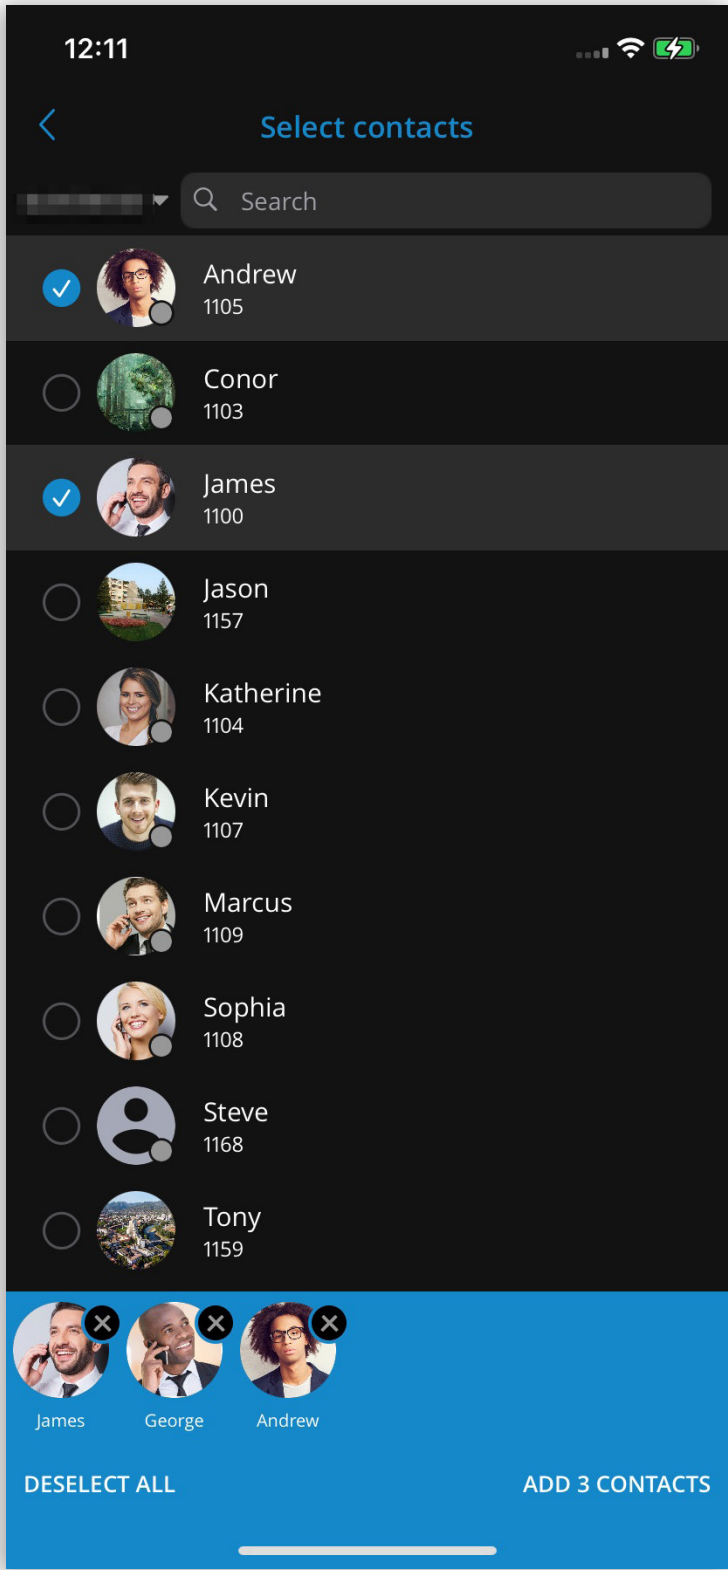 12:11
Select contacts
Search
Andrew
1105
Conor
1103
James
1100
Jason
1157
Katherine
1104
Kevin
1107
Marcus
1109
Sophia
1108
Steve
1168
Tony
1159
James George Andrew
DESELECT ALL ADD 3 CONTACTS